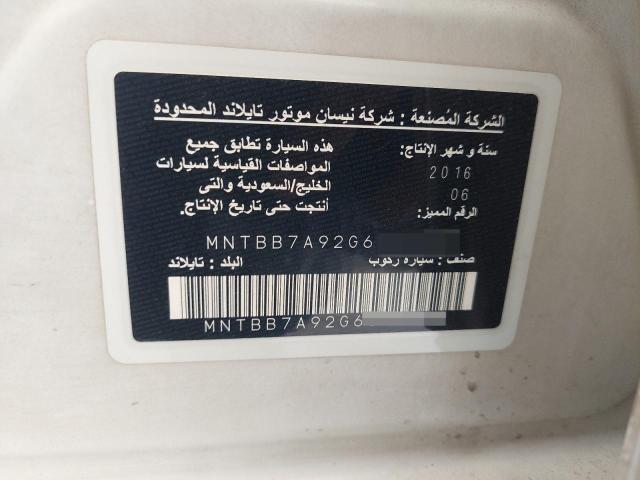 الشركة المُصنعة : شركة نيسان موتور تايلاند المحدودة
سنة و شهر الإنتاج:
2016
06
الرقم المميز:
هذه السيارة تطابق جميع
المواصفات القياسية لسيارات
الخليج/السعودية والتى
أنتجت حتى تاريخ الإنتاج.
MNTBB7A92G6
صنف : سيارة ركوب
البلد : تايلاند
MNTBB7A92G6